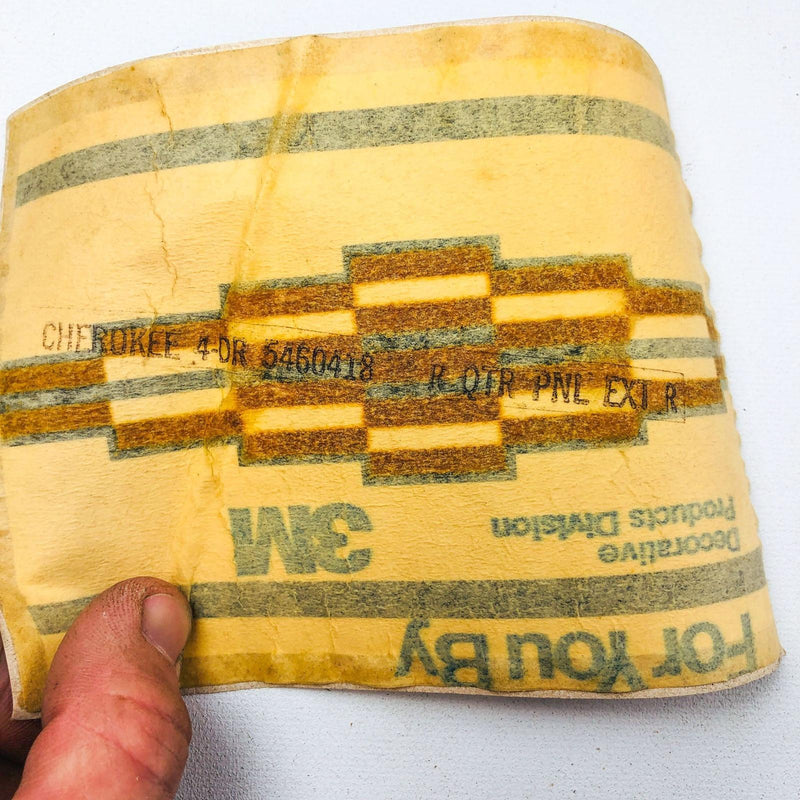 CHEROKEE 4-DR 5460418 R QTR PNL EXT R
3M
Decorative
Products Division
For You By